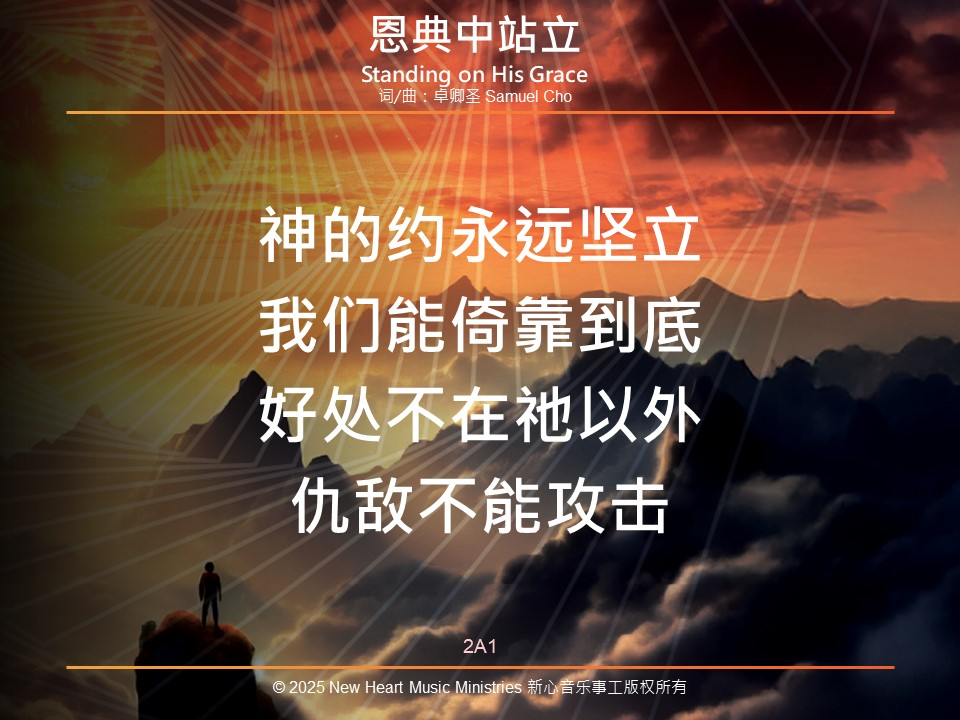 恩典中站立
Standing on His Grace
词/曲：卓卿圣 Samuel Cho
神的约永远坚立
我们能倚靠到底
好处不在祂以外
仇敌不能攻击
2A1
© 2025 New Heart Music Ministries 新心音乐事工版权所有